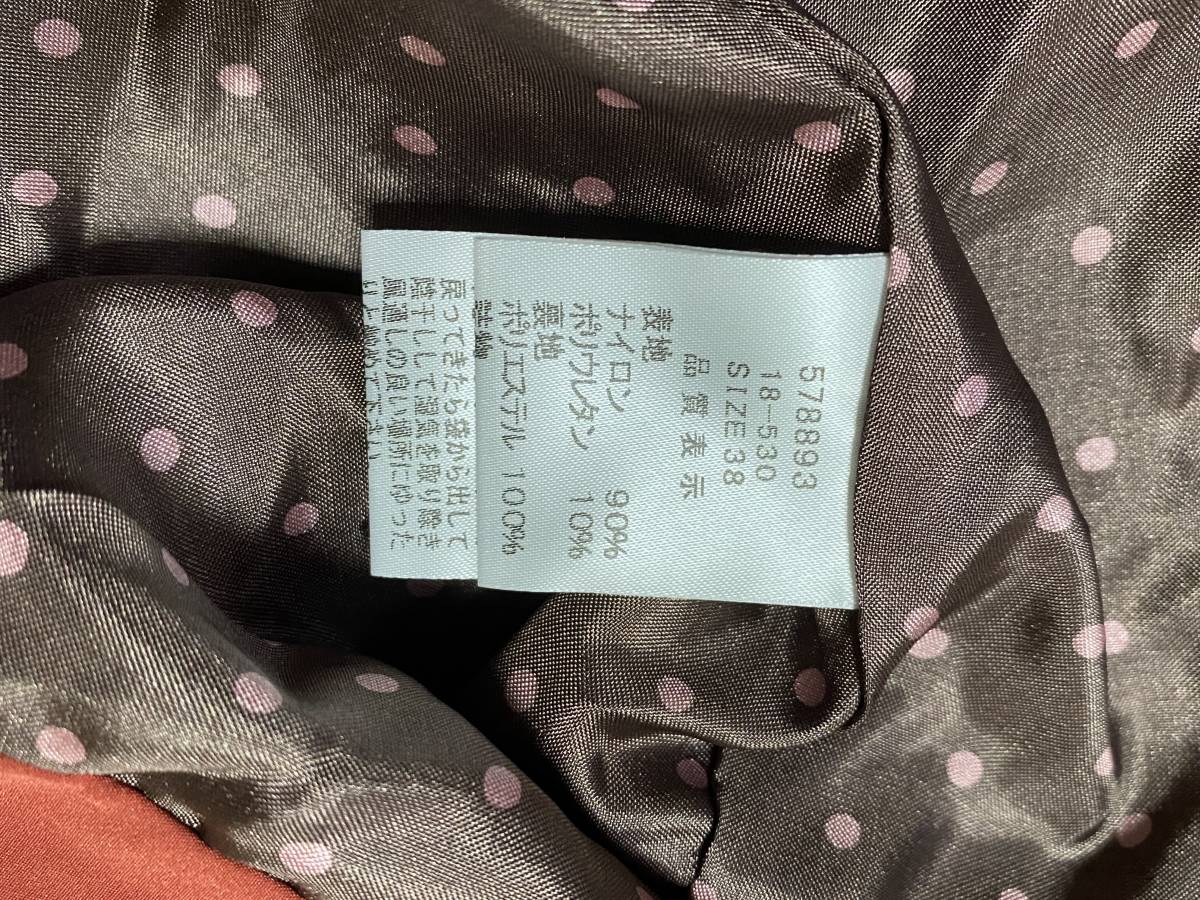 578893
18-530
SIZE38
品質表示
表地
ナイロン 90%
ポリウレタン 10%
裏地
ポリエステル 100%
戻ってきたら袋から出して
陰干しして湿気を取り除き
風通しの良い場所にゆった